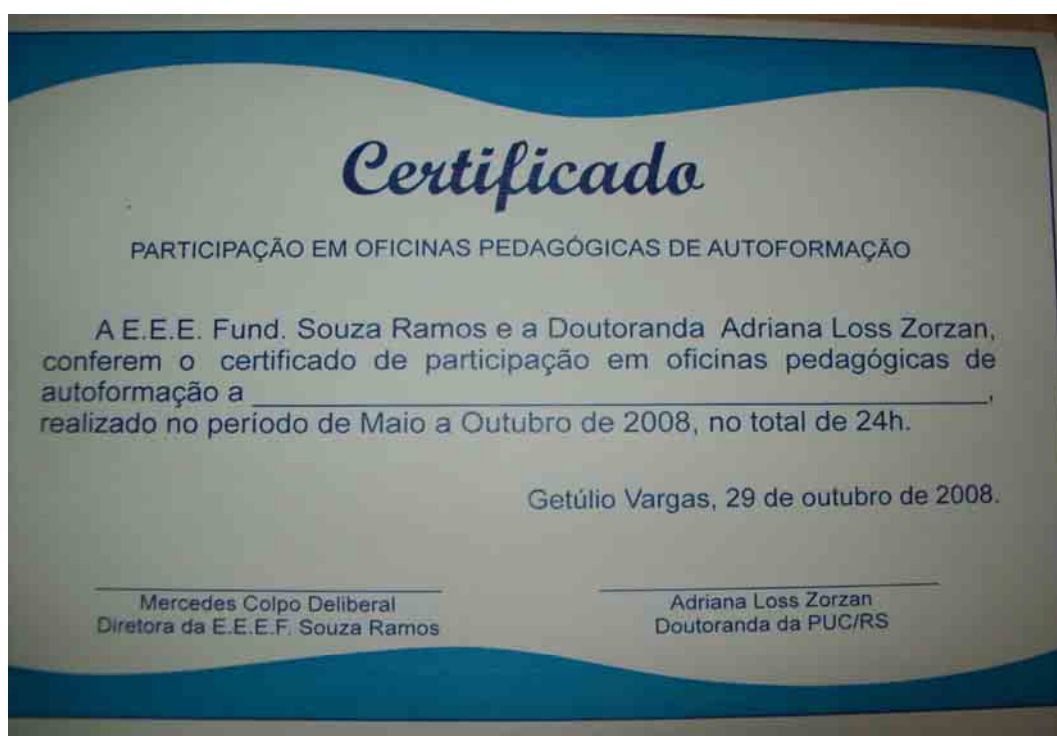 Certificado
PARTICIPAÇÃO EM OFICINAS PEDAGÓGICAS DE AUTOFORMAÇÃO
A E.E.E. Fund. Souza Ramos e a Doutoranda Adriana Loss Zorzan,
conferem o certificado de participação em oficinas pedagógicas de
autoformação a ______________________________,
realizado no período de Maio a Outubro de 2008, no total de 24h.
Getúlio Vargas, 29 de outubro de 2008.
Mercedes Colpo Deliberal
Diretora da E.E.E.F. Souza Ramos
Adriana Loss Zorzan
Doutoranda da PUC/RS